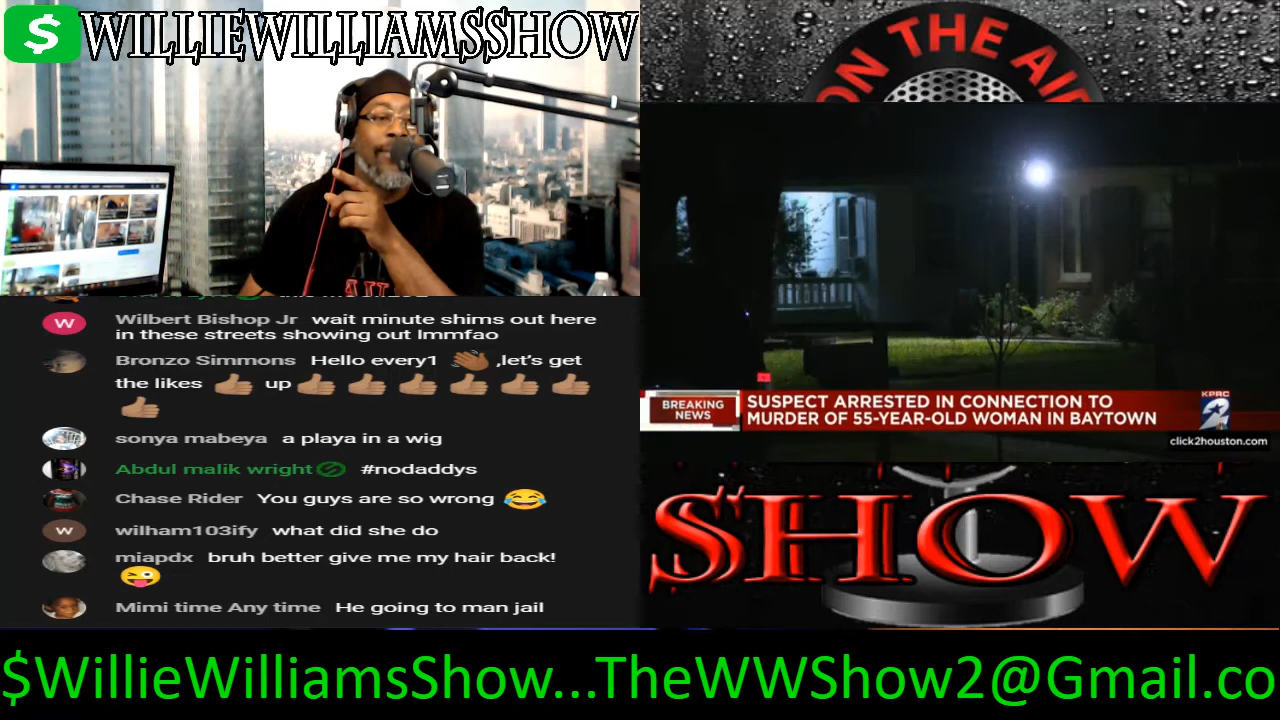 $ WILLIEWILLIAMSSHOW
ON THE AIR
Wilbert Bishop Jr wait minute shims out here
in these streets showing out lmmfao
Bronzo Simmons Hello every1 👋🏾 ,let's get
the likes 👍🏽 up 👍🏽 👍🏽 👍🏽 👍🏽 👍🏽 👍🏽
👍🏽
sonya mabeya a playa in a wig
Abdul malik wright #nodaddys
Chase Rider You guys are so wrong 😂
W wilham103ify what did she do
miapdx bruh better give me my hair back!
😜
Mimi time Any time He going to man jail
BREAKING
NEWS
SUSPECT ARRESTED IN CONNECTION TO
MURDER OF 55-YEAR-OLD WOMAN IN BAYTOWN
KPRC
2
click2houston.com
SHOW
$WillieWilliamsShow...TheWWShow2@Gmail.co